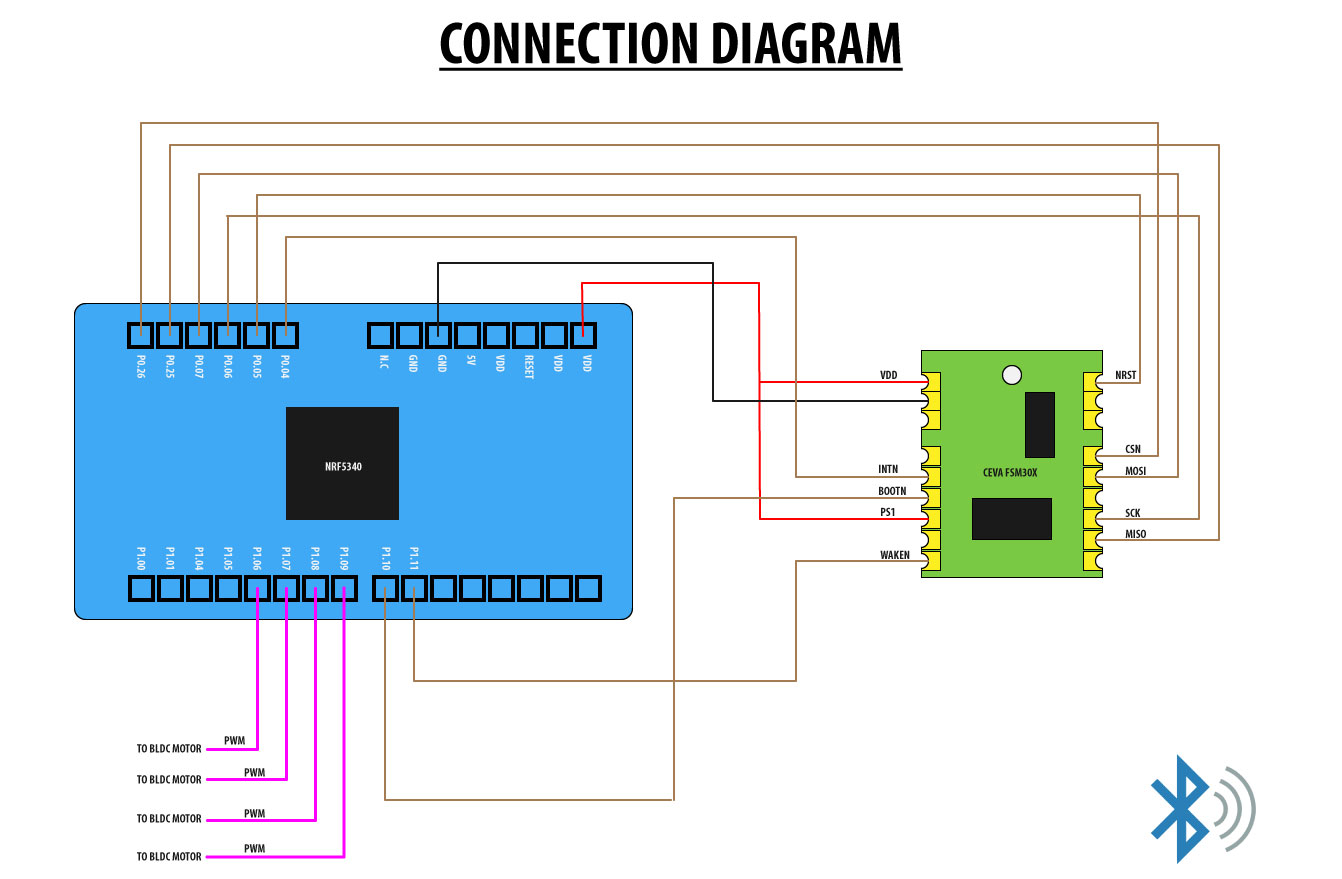 CONNECTION DIAGRAM
P0.26
P0.25
P0.07
P0.06
P0.05
P0.04
N.C
GND
GND
5V
VDD
RESET
VDD
VDD
NRF5340
P1.00
P1.01
P1.04
P1.05
P1.06
P1.07
P1.08
P1.09
P1.10
P1.11
VDD
INTN
BOOTN
PS1
WAKEN
CEVA FSM30X
NRST
CSN
MOSI
SCK
MISO
TO BLDC MOTOR PWM
TO BLDC MOTOR PWM
TO BLDC MOTOR PWM
TO BLDC MOTOR PWM